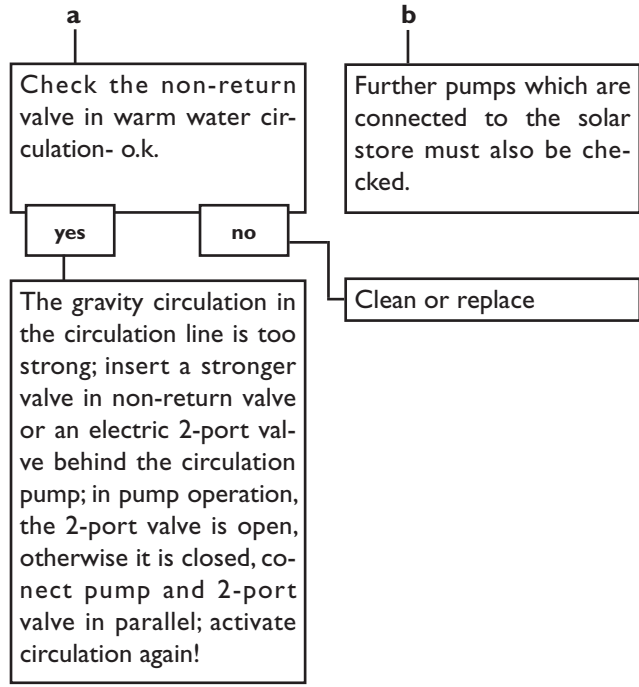 a
Check the non-return
valve in warm water cir-
culation- o.k.
yes
no
The gravity circulation in
the circulation line is too
strong; insert a stronger
valve in non-return valve
or an electric 2-port val-
ve behind the circulation
pump; in pump operation,
the 2-port valve is open,
otherwise it is closed, co-
nect pump and 2-port
valve in parallel; activate
circulation again!
Clean or replace
b
Further pumps which are
connected to the solar
store must also be che-
cked.